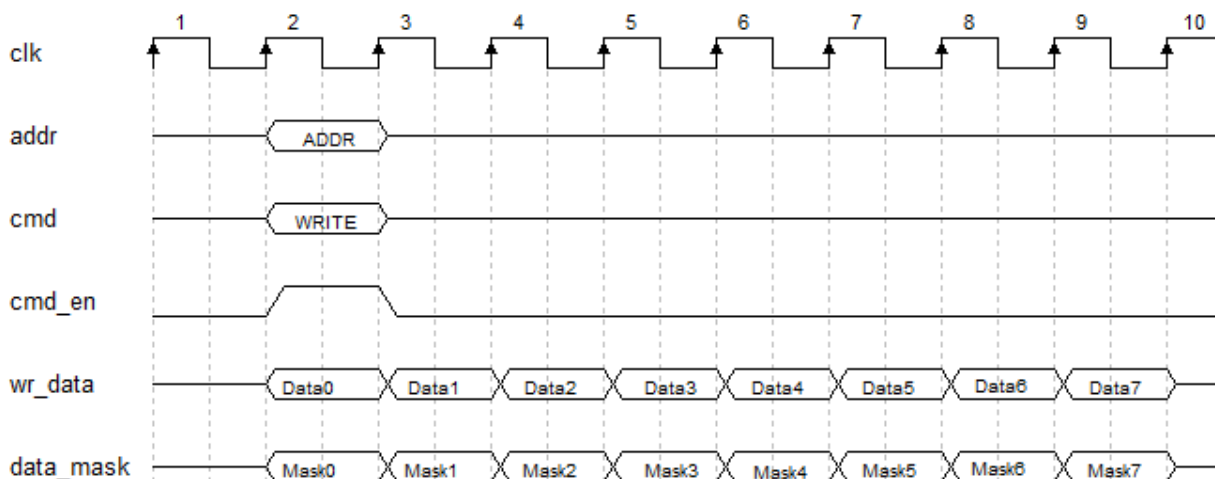 1 2 3 4 5 6 7 8 9 10
clk
addr ADDR
cmd WRITE
cmd_en
wr_data Data0 Data1 Data2 Data3 Data4 Data5 Data6 Data7
data_mask Mask0 Mask1 Mask2 Mask3 Mask4 Mask5 Mask6 Mask7